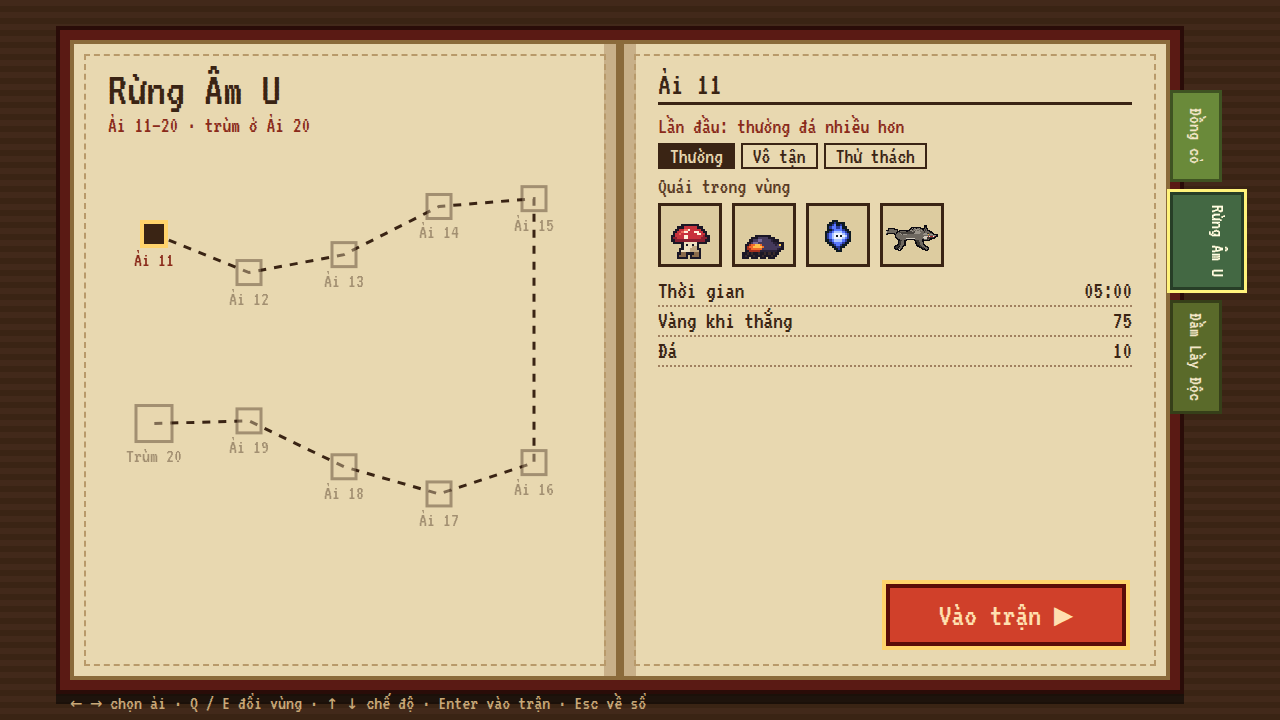 Rừng Âm U
Ải 11-20 · trùm ở Ải 20
Ải 11
Ải 12
Ải 13
Ải 14
Ải 15
Ải 16
Ải 17
Ải 18
Ải 19
Trùm 20
Ải 11
Lần đầu: thưởng đá nhiều hơn
Thường Vô tận Thử thách
Quái trong vùng
Thời gian 05:00
Vàng khi thắng 75
Đá 10
Vào trận ▶
Đồng cỏ
Rừng Âm U
Đầm Lầy Độc
← → chọn ải · Q / E đổi vùng · ↑ ↓ chế độ · Enter vào trận · Esc về sổ